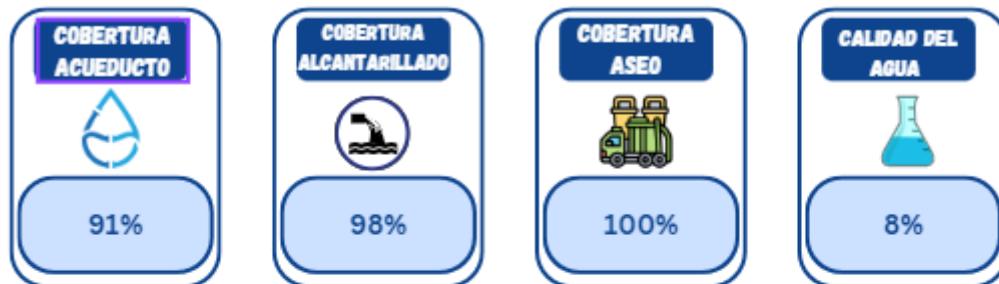 COBERTURA
ACUEDUCTO
91%
COBERTURA
ALCANTARILLADO
98%
COBERTURA
ASEO
100%
CALIDAD DEL
AGUA
8%